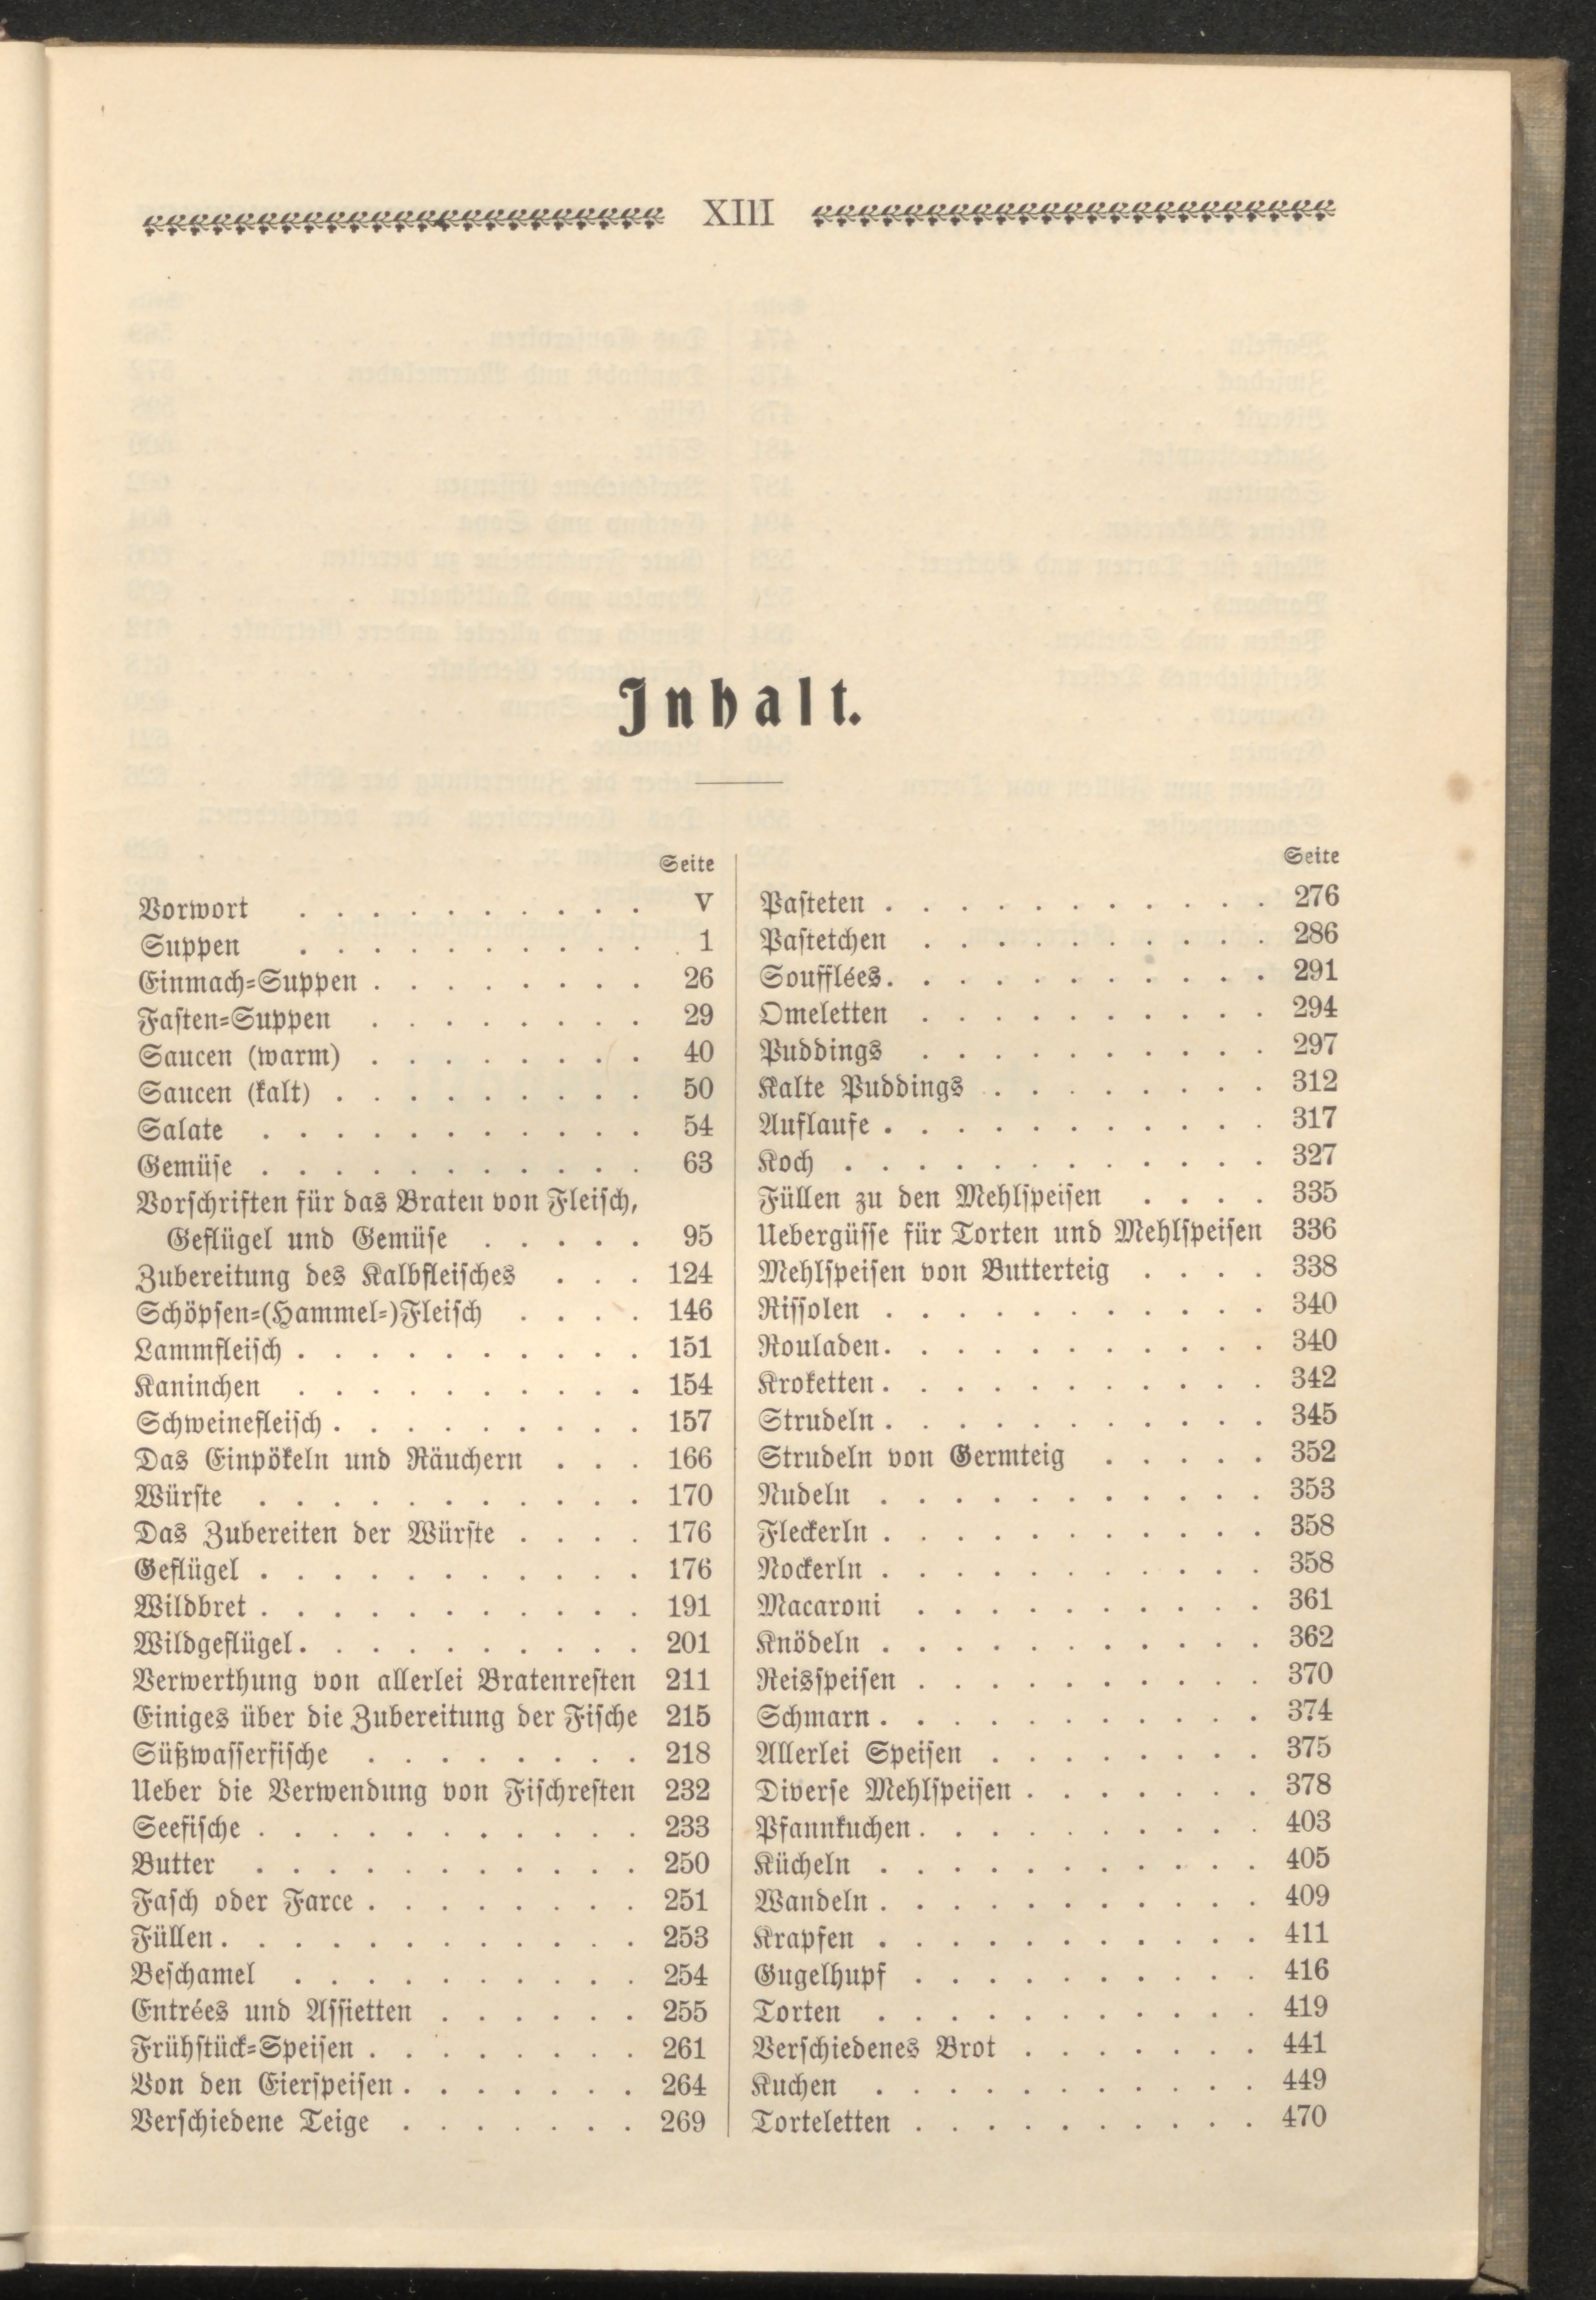 XIII
Inhalt.
Seite
Vorwort . . . . . . . . . . V
Suppen . . . . . . . . . . 1
Einmach-Suppen . . . . . . . . 26
Fasten-Suppen . . . . . . . . 29
Saucen (warm) . . . . . . . . 40
Saucen (kalt) . . . . . . . . . 50
Salate . . . . . . . . . . . 54
Gemüse . . . . . . . . . . . 63
Vorschriften für das Braten von Fleisch,
Geflügel und Gemüse . . . . . 95
Zubereitung des Kalbfleisches . . . 124
Schöpsen-(Hammel-)Fleisch . . . . 146
Lammfleisch . . . . . . . . . . 151
Kaninchen . . . . . . . . . . 154
Schweinefleisch . . . . . . . . . 157
Das Einpökeln und Räuchern . . . 166
Würste . . . . . . . . . . . 170
Das Zubereiten der Würste . . . . 176
Geflügel . . . . . . . . . . . 176
Wildbret . . . . . . . . . . . 191
Wildgeflügel . . . . . . . . . . 201
Verwerthung von allerlei Bratenresten 211
Einiges über die Zubereitung der Fische 215
Süßwasserfische . . . . . . . . 218
Ueber die Verwendung von Fischresten 232
Seefische . . . . . . . . . . . 233
Butter . . . . . . . . . . . 250
Fasch oder Farce . . . . . . . . 251
Füllen . . . . . . . . . . . . 253
Beschamel . . . . . . . . . . 254
Entrées und Assietten . . . . . . 255
Frühstück-Speisen . . . . . . . . 261
Von den Eierspeisen . . . . . . . 264
Verschiedene Teige . . . . . . . 269
Seite
Pasteten . . . . . . . . . . . 276
Pastetchen . . . . . . . . . . 286
Soufflées . . . . . . . . . . . 291
Omeletten . . . . . . . . . . 294
Puddings . . . . . . . . . . 297
Kalte Puddings . . . . . . . . 312
Auflaufe . . . . . . . . . . . 317
Koch . . . . . . . . . . . . 327
Füllen zu den Mehlspeisen . . . . 335
Uebergüsse für Torten und Mehlspeisen 336
Mehlspeisen von Butterteig . . . . 338
Rissolen . . . . . . . . . . . 340
Rouladen . . . . . . . . . . . 340
Kroketten . . . . . . . . . . . 342
Strudeln . . . . . . . . . . . 345
Strudeln von Germteig . . . . . 352
Nudeln . . . . . . . . . . . 353
Fleckerln . . . . . . . . . . . 358
Nockerln . . . . . . . . . . . 358
Macaroni . . . . . . . . . . 361
Knödeln . . . . . . . . . . . 362
Reisspeisen . . . . . . . . . . 370
Schmarn . . . . . . . . . . . 374
Allerlei Speisen . . . . . . . . 375
Diverse Mehlspeisen . . . . . . . 378
Pfannkuchen . . . . . . . . . . 403
Kücheln . . . . . . . . . . . 405
Wandeln . . . . . . . . . . . 409
Krapfen . . . . . . . . . . . 411
Gugelhupf . . . . . . . . . . 416
Torten . . . . . . . . . . . 419
Verschiedenes Brot . . . . . . . 441
Kuchen . . . . . . . . . . . 449
Torteletten . . . . . . . . . . 470